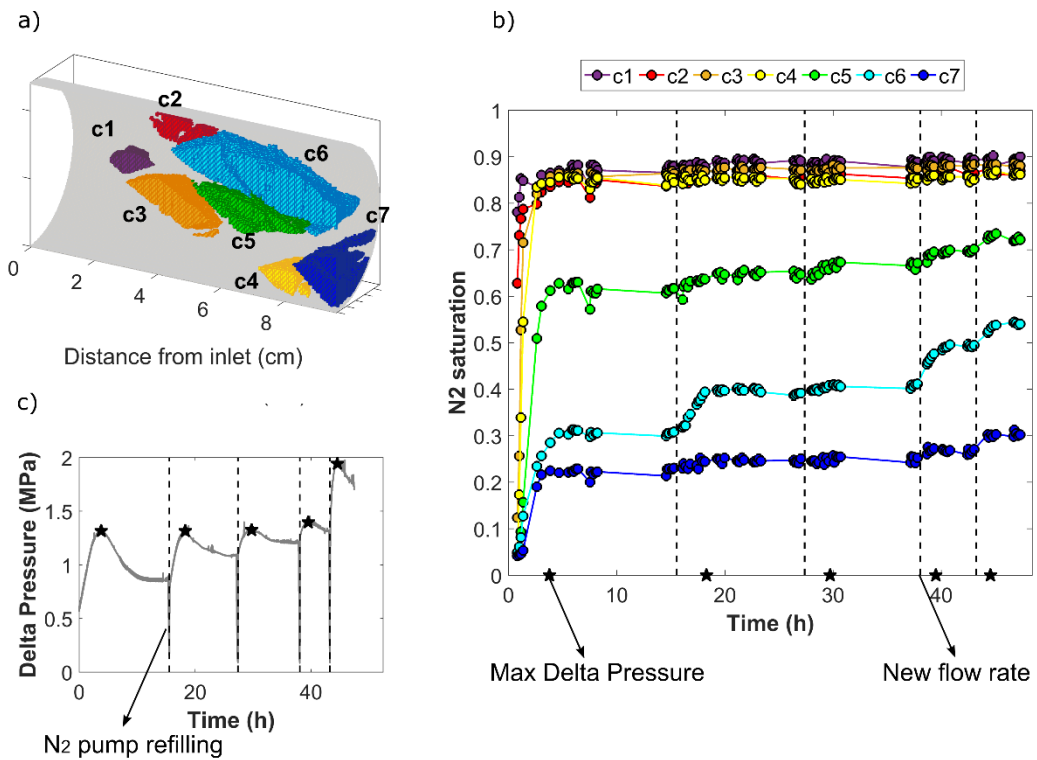 a)
c1
c2
c3
c4
c5
c6
c7
0
2
4
6
8
Distance from inlet (cm)
b)
c1 c2 c3 c4 c5 c6 c7
N2 saturation
1
0.9
0.8
0.7
0.6
0.5
0.4
0.3
0.2
0.1
0
0 10 20 30 40
Time (h)
Max Delta Pressure
New flow rate
c)
Delta Pressure (MPa)
2
1.5
1
0.5
0
0 20 40
Time (h)
N2 pump refilling